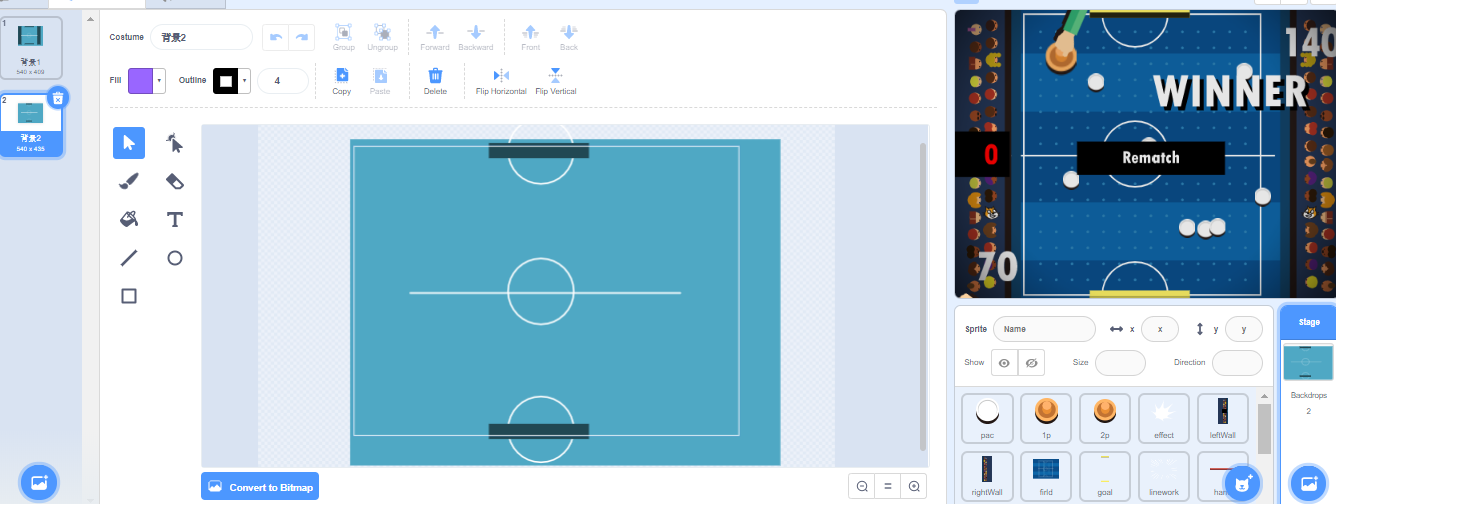 1
背景1
540 x 409
2
背景2
540 x 435
Costume
背景2
Group
Ungroup
Forward
Backward
Front
Back
Fill
Outline
4
Copy
Paste
Delete
Flip Horizontal
Flip Vertical
T
Convert to Bitmap
140
WINNER
0
Rematch
70
Sprite
Name
x
x
y
y
Show
Size
Direction
Stage
Backdrops
2
pac
1p
2p
effect
leftWall
rightWall
firld
goal
linework